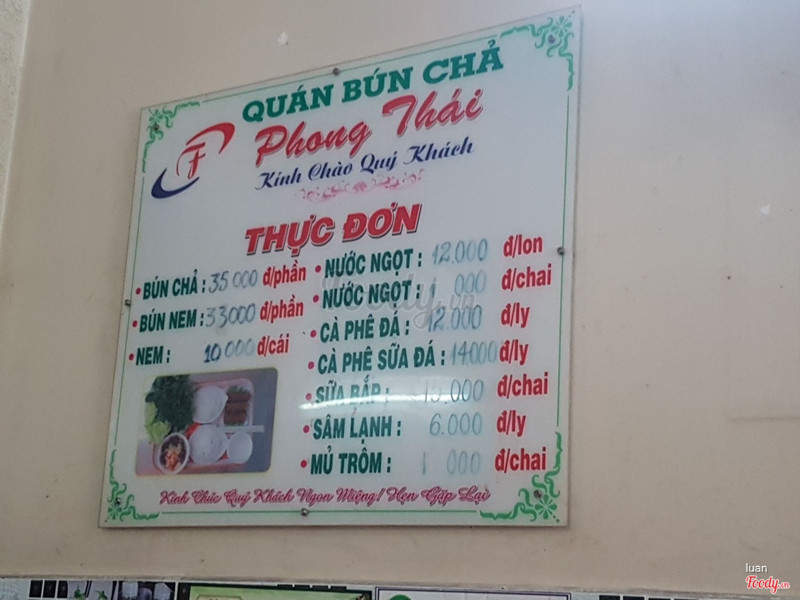 QUÁN BÚN CHẢ
Phong Thái
Kính Chào Quý Khách
THỰC ĐƠN
• BÚN CHẢ : 35 000 đ/phần
• BÚN NEM : 33000 đ/phần
• NEM : 10 000 đ/cái
• NƯỚC NGỌT : 12.000 đ/lon
• NƯỚC NGỌT : 000 đ/chai
• CÀ PHÊ ĐÁ : 12.000 đ/ly
• CÀ PHÊ SỮA ĐÁ : 14000 đ/ly
• SỮA BẮP : đ/chai
• SÂM LẠNH : 6.000 đ/ly
• MỦ TRÔM : 000 đ/chai
Kính Chúc Quý Khách Ngon Miệng! Hẹn Gặp Lại
luan
Foody.vn